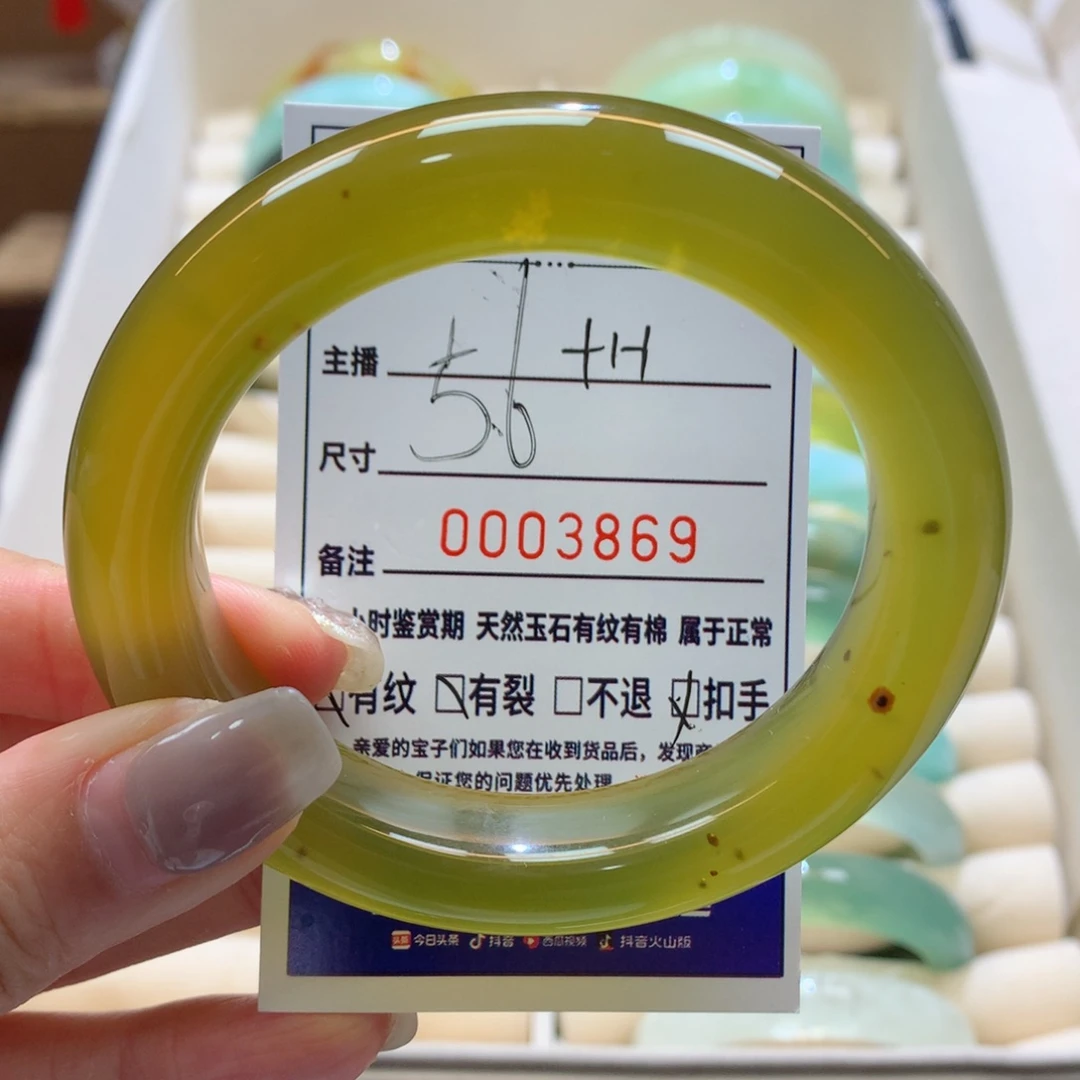 主播
尺寸 56
备注 0003869
小时鉴赏期 天然玉石有纹有棉 属于正常
有纹 有裂 不退 扣手
亲爱的宝子们如果您在收到货品后，发现
保证您的问题优先处理
今日头条 抖音 西瓜视频 抖音火山版